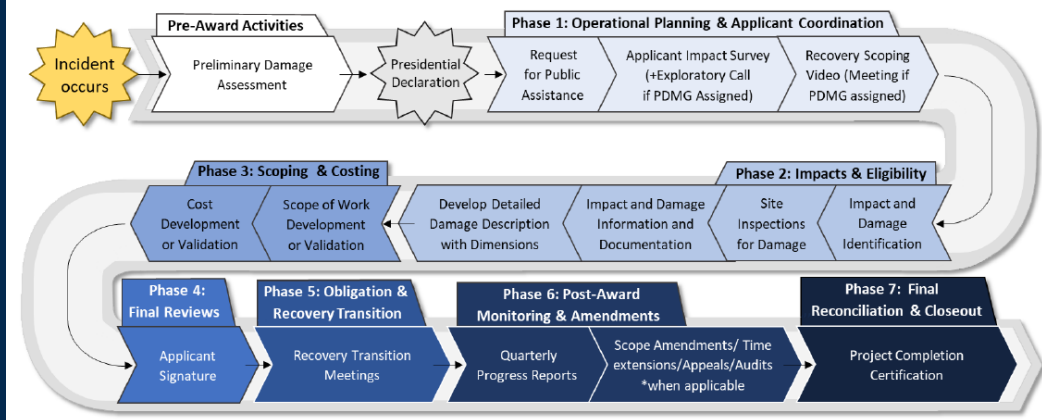 Incident
occurs
Pre-Award Activities
Preliminary Damage
Assessment
Presidential
Declaration
Phase 1: Operational Planning & Applicant Coordination
Request
for Public
Assistance
Applicant Impact Survey
(+Exploratory Call
if PDMG Assigned)
Recovery Scoping
Video (Meeting if
PDMG assigned)
Phase 2: Impacts & Eligibility
Impact and
Damage
Identification
Site
Inspections
for Damage
Impact and Damage
Information and
Documentation
Develop Detailed
Damage Description
with Dimensions
Phase 3: Scoping & Costing
Scope of Work
Development
or Validation
Cost
Development
or Validation
Phase 4:
Final Reviews
Applicant
Signature
Phase 5: Obligation &
Recovery Transition
Recovery Transition
Meetings
Phase 6: Post-Award
Monitoring & Amendments
Quarterly
Progress Reports
Scope Amendments/ Time
extensions/Appeals/Audits
*when applicable
Phase 7: Final
Reconciliation & Closeout
Project Completion
Certification